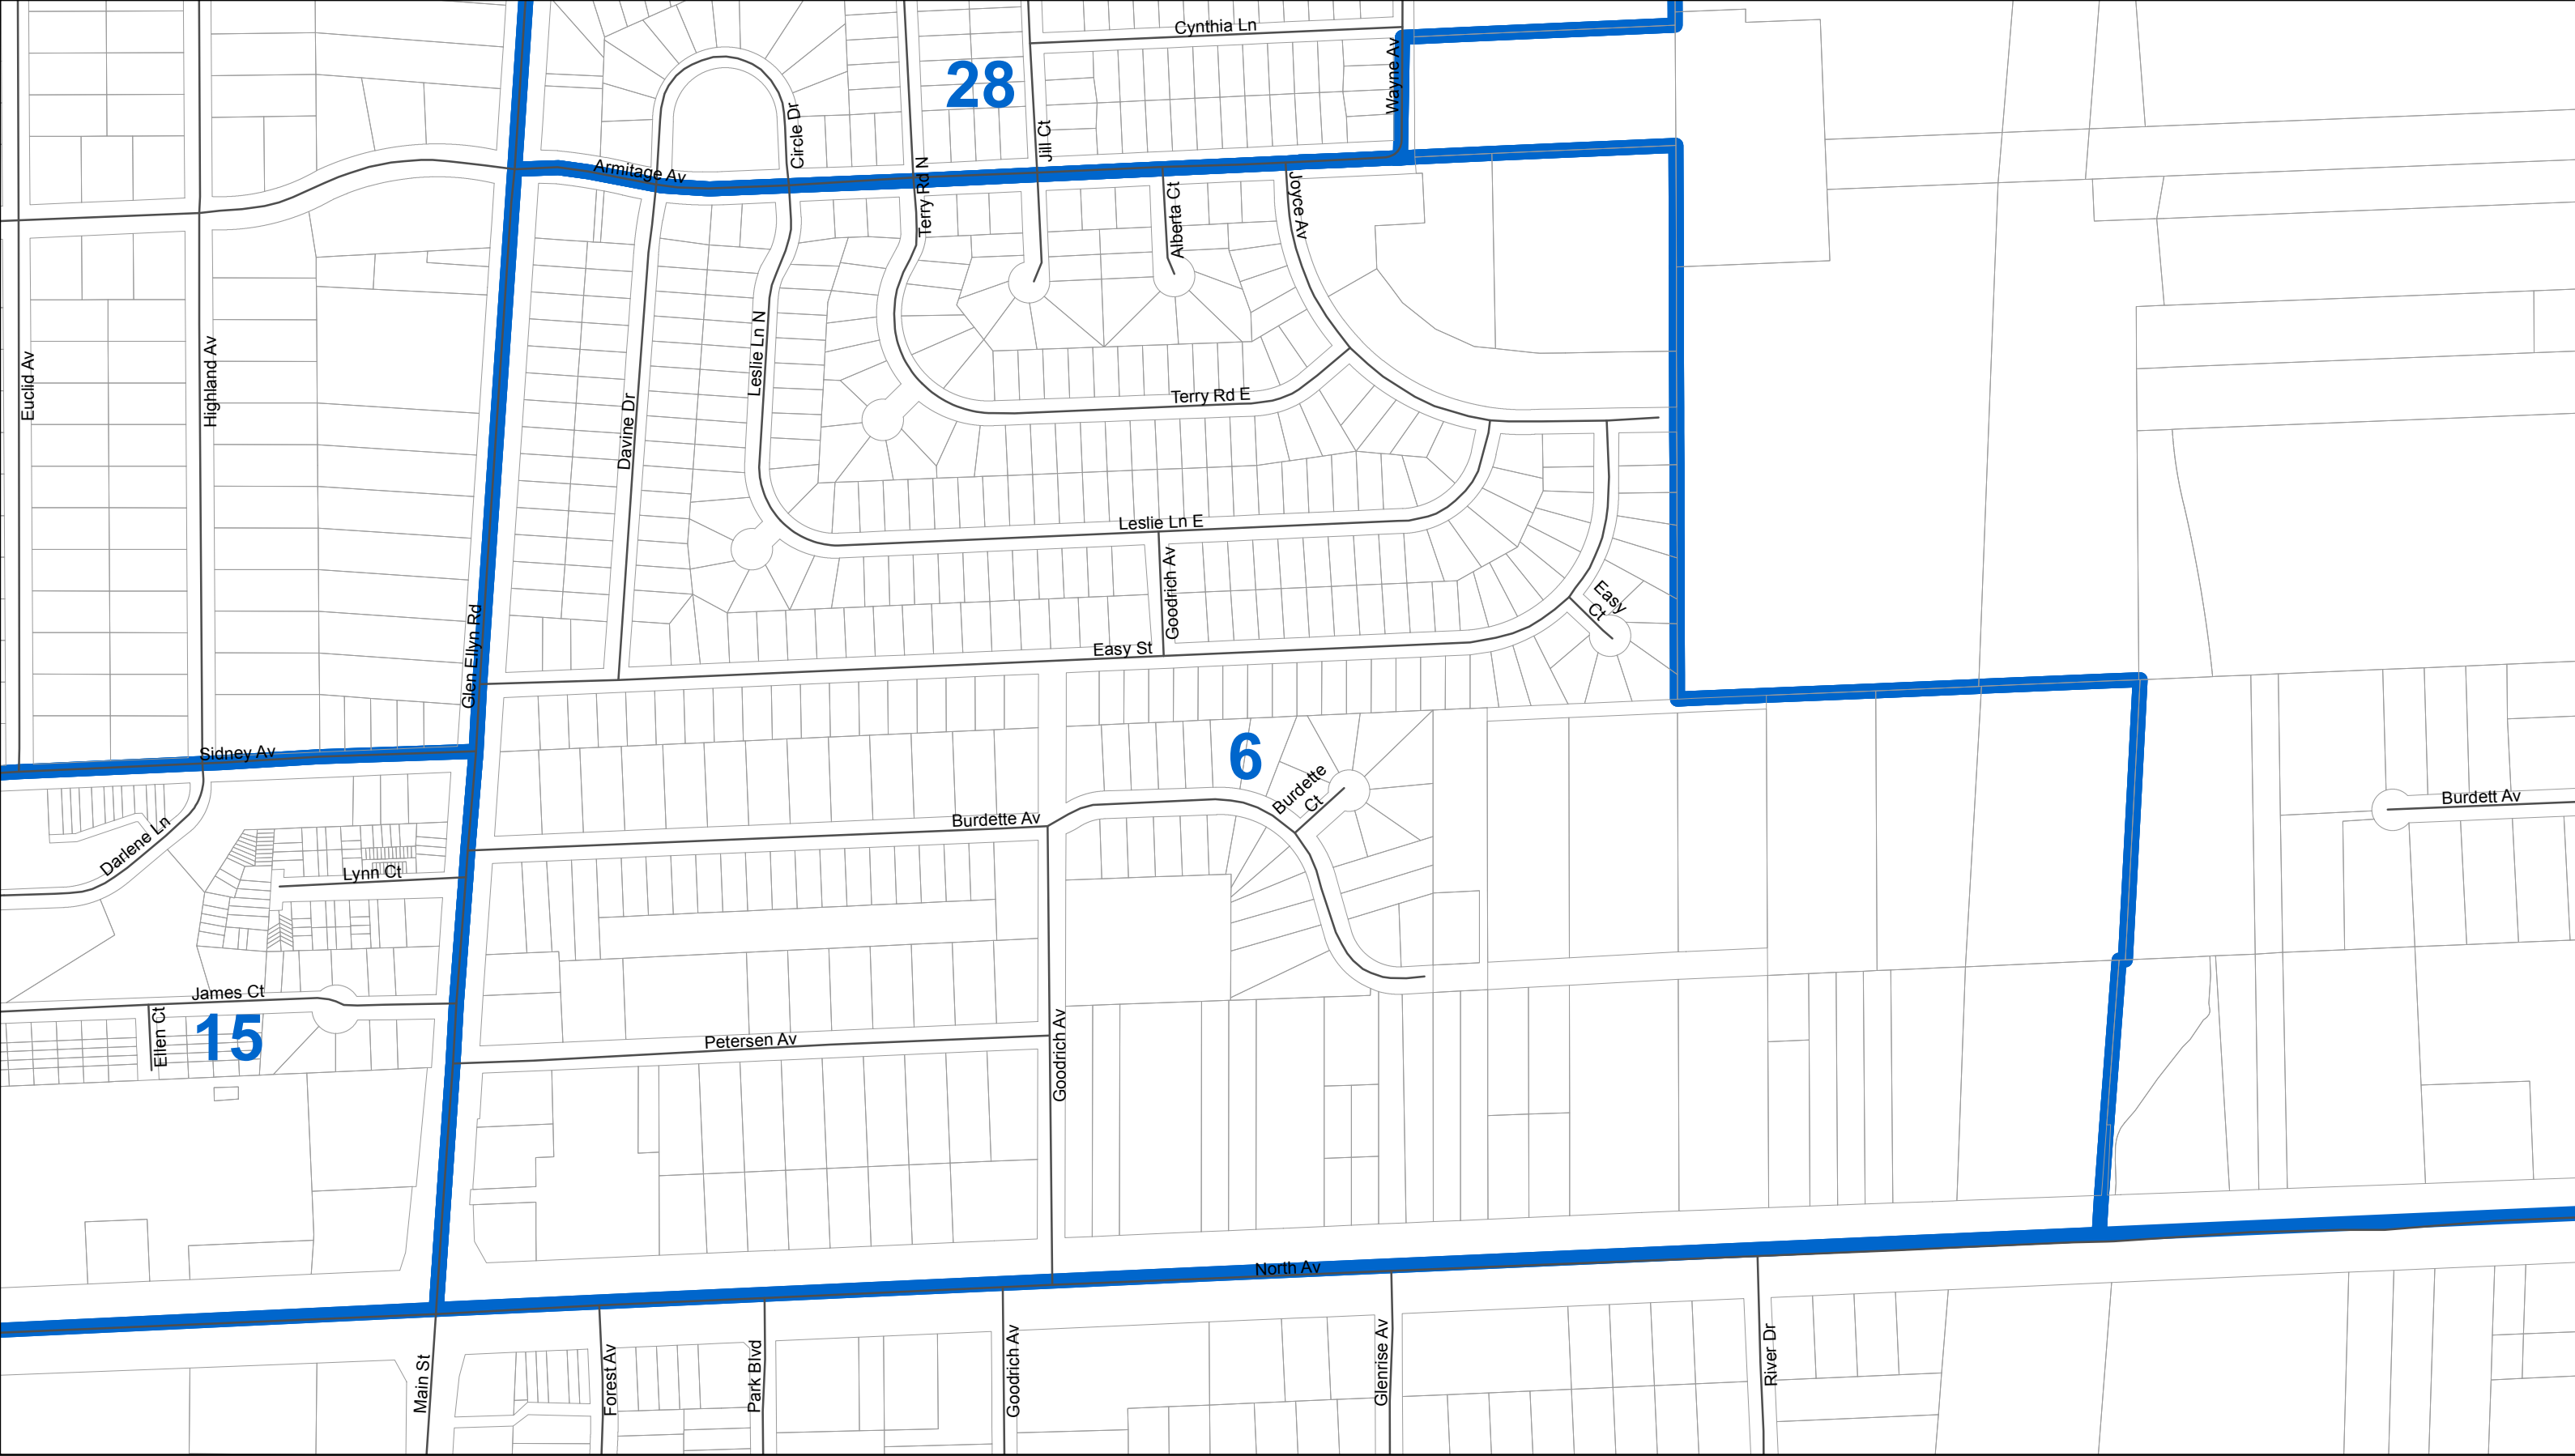 Cynthia Ln
Wayne Av
28
Circle Dr
Jill Ct
Armitage Av
Terry Rd N
Alberta Ct
Joyce Av
Euclid Av
Highland Av
Leslie Ln N
Davine Dr
Terry Rd E
Leslie Ln E
Goodrich Av
Easy
Ct
Easy St
Glen Ellyn Rd
Sidney Av
6
Burdette
Ct
Burdett Av
Burdette Av
Darlene Ln
Lynn Ct
James Ct
Ellen Ct
15
Petersen Av
Goodrich Av
North Av
Main St
Forest Av
Park Blvd
Goodrich Av
Glenrise Av
River Dr